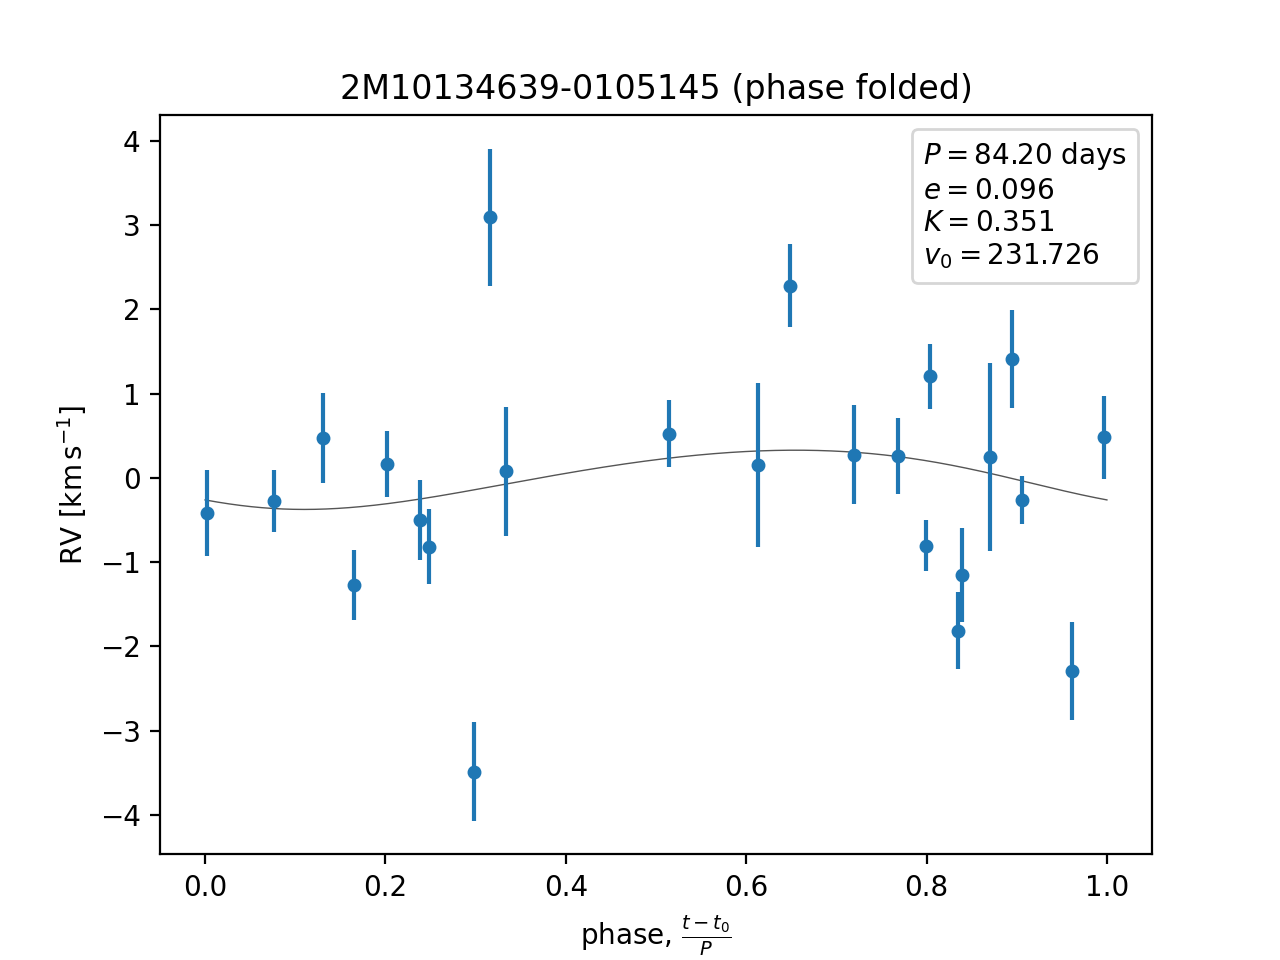 2M10134639-0105145 (phase folded)
P = 84.20 days
e = 0.096
K = 0.351
v₀ = 231.726
RV [km s⁻¹]
4
3
2
1
0
−1
−2
−3
−4
0.0 0.2 0.4 0.6 0.8 1.0
phase, (t − t₀)/P